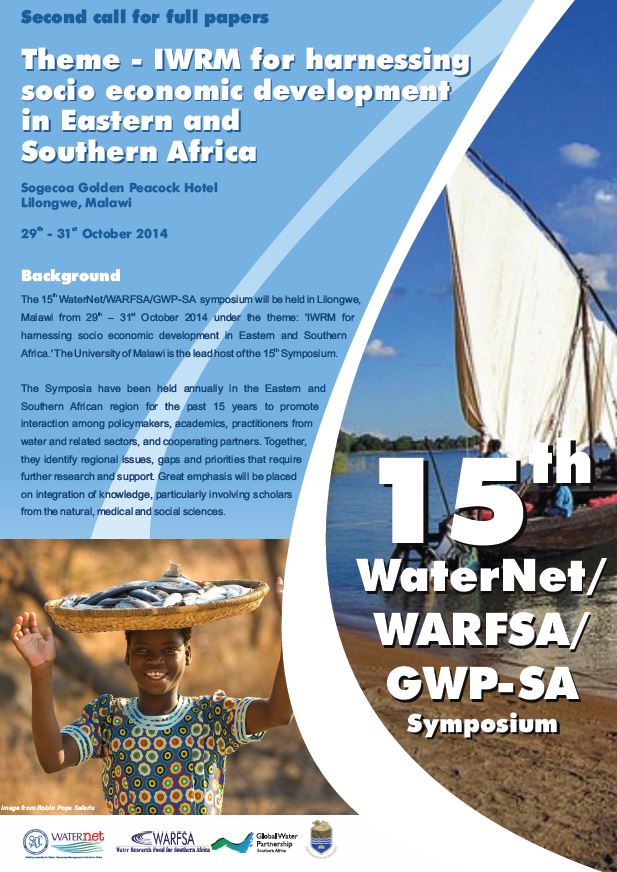 Second call for full papers
Theme - IWRM for harnessing
socio economic development
in Eastern and
Southern Africa
Sogecoa Golden Peacock Hotel
Lilongwe, Malawi
29th - 31st October 2014
Background
The 15th WaterNet/WARFSA/GWP-SA symposium will be held in Lilongwe,
Malawi from 29th – 31st October 2014 under the theme: 'IWRM for
harnessing socio economic development in Eastern and Southern
Africa.' The University of Malawi is the lead host of the 15th Symposium.
The Symposia have been held annually in the Eastern and
Southern African region for the past 15 years to promote
interaction among policymakers, academics, practitioners from
water and related sectors, and cooperating partners. Together,
they identify regional issues, gaps and priorities that require
further research and support. Great emphasis will be placed
on integration of knowledge, particularly involving scholars
from the natural, medical and social sciences.
15th
WaterNet/
WARFSA/
GWP-SA
Symposium
Image from Robin Pope Safaris
WATERnet
WARFSA
Water Research Fund for Southern Africa
Global Water
Partnership
Southern Africa